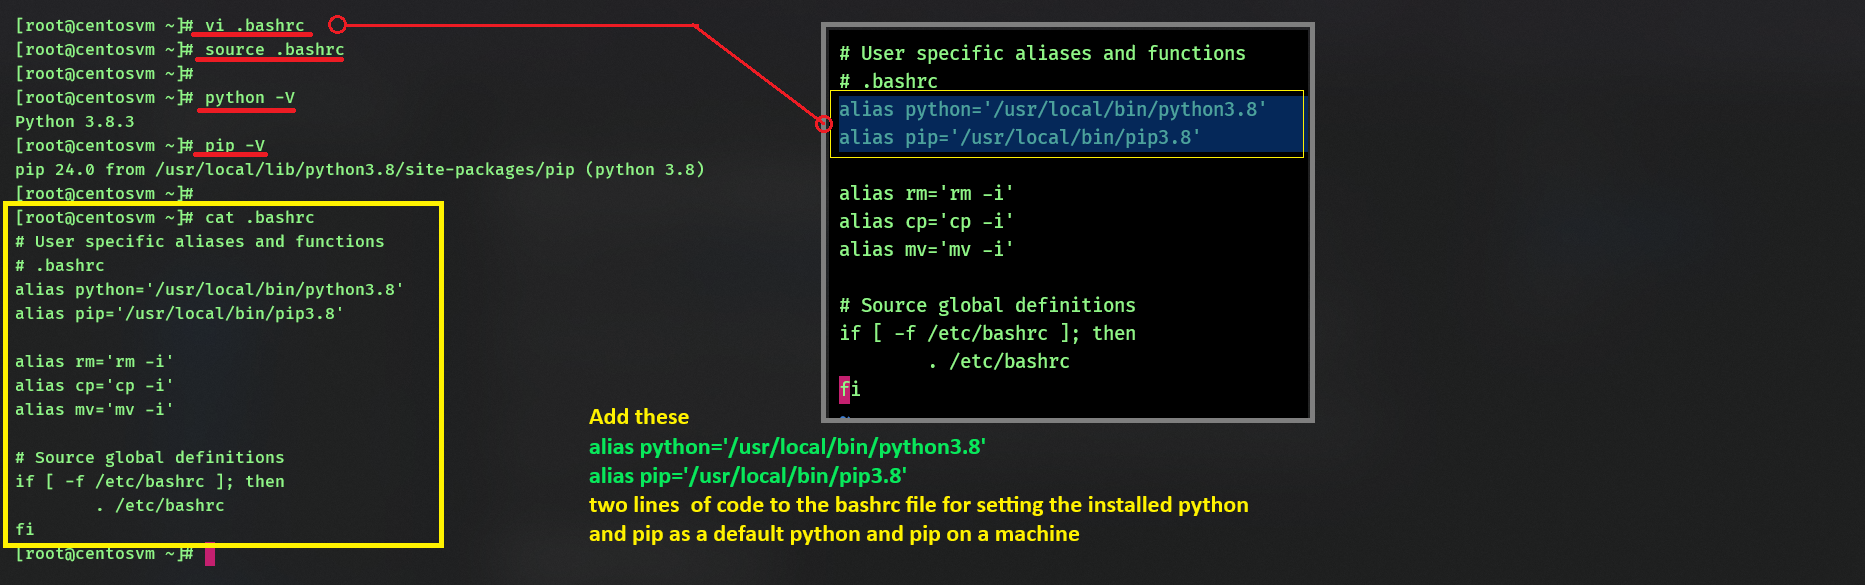 [root@centosvm ~]# vi .bashrc
[root@centosvm ~]# source .bashrc
[root@centosvm ~]#
[root@centosvm ~]# python -V
Python 3.8.3
[root@centosvm ~]# pip -V
pip 24.0 from /usr/local/lib/python3.8/site-packages/pip (python 3.8)
[root@centosvm ~]#
[root@centosvm ~]# cat .bashrc
# User specific aliases and functions
# .bashrc
alias python='/usr/local/bin/python3.8'
alias pip='/usr/local/bin/pip3.8'
alias rm='rm -i'
alias cp='cp -i'
alias mv='mv -i'
# Source global definitions
if [ -f /etc/bashrc ]; then
        . /etc/bashrc
fi
[root@centosvm ~]#
# User specific aliases and functions
# .bashrc
alias python='/usr/local/bin/python3.8'
alias pip='/usr/local/bin/pip3.8'
alias rm='rm -i'
alias cp='cp -i'
alias mv='mv -i'
# Source global definitions
if [ -f /etc/bashrc ]; then
        . /etc/bashrc
fi
Add these
alias python='/usr/local/bin/python3.8'
alias pip='/usr/local/bin/pip3.8'
two lines  of code to the bashrc file for setting the installed python
and pip as a default python and pip on a machine